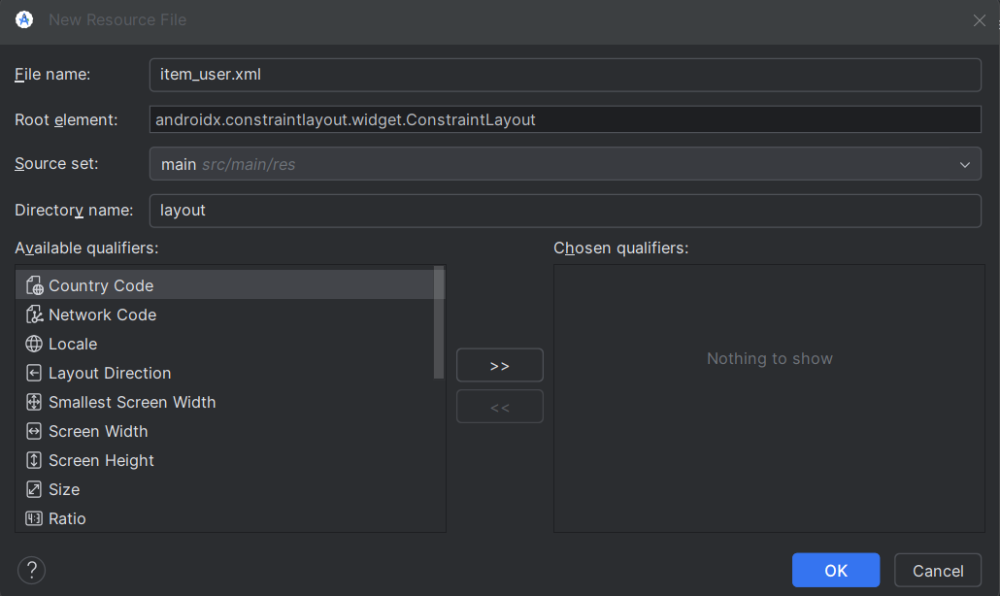 New Resource File
File name: item_user.xml
Root element: androidx.constraintlayout.widget.ConstraintLayout
Source set: main src/main/res
Directory name: layout
Available qualifiers:
Country Code
Network Code
Locale
Layout Direction
Smallest Screen Width
Screen Width
Screen Height
Size
Ratio
>>
<<
Chosen qualifiers:
Nothing to show
?
OK Cancel